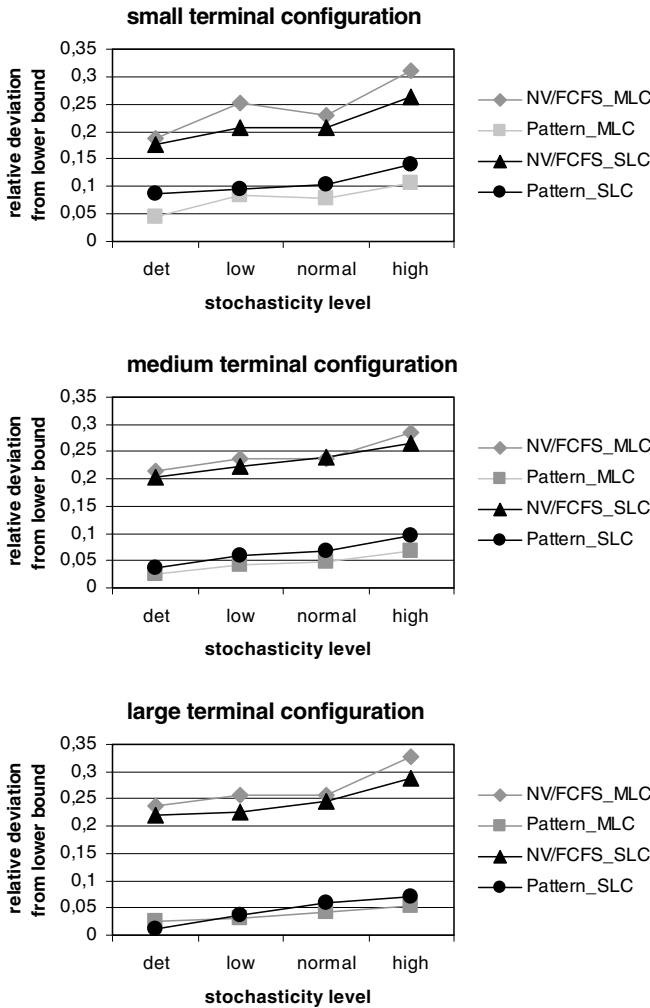 small terminal configuration
relative deviation
from lower bound
0,35
0,3
0,25
0,2
0,15
0,1
0,05
0
det low normal high
stochasticity level
NV/FCFS_MLC
Pattern_MLC
NV/FCFS_SLC
Pattern_SLC
medium terminal configuration
relative deviation
from lower bound
0,35
0,3
0,25
0,2
0,15
0,1
0,05
0
det low normal high
stochasticity level
NV/FCFS_MLC
Pattern_MLC
NV/FCFS_SLC
Pattern_SLC
large terminal configuration
relative deviation
from lower bound
0,35
0,3
0,25
0,2
0,15
0,1
0,05
0
det low normal high
stochasticity level
NV/FCFS_MLC
Pattern_MLC
NV/FCFS_SLC
Pattern_SLC